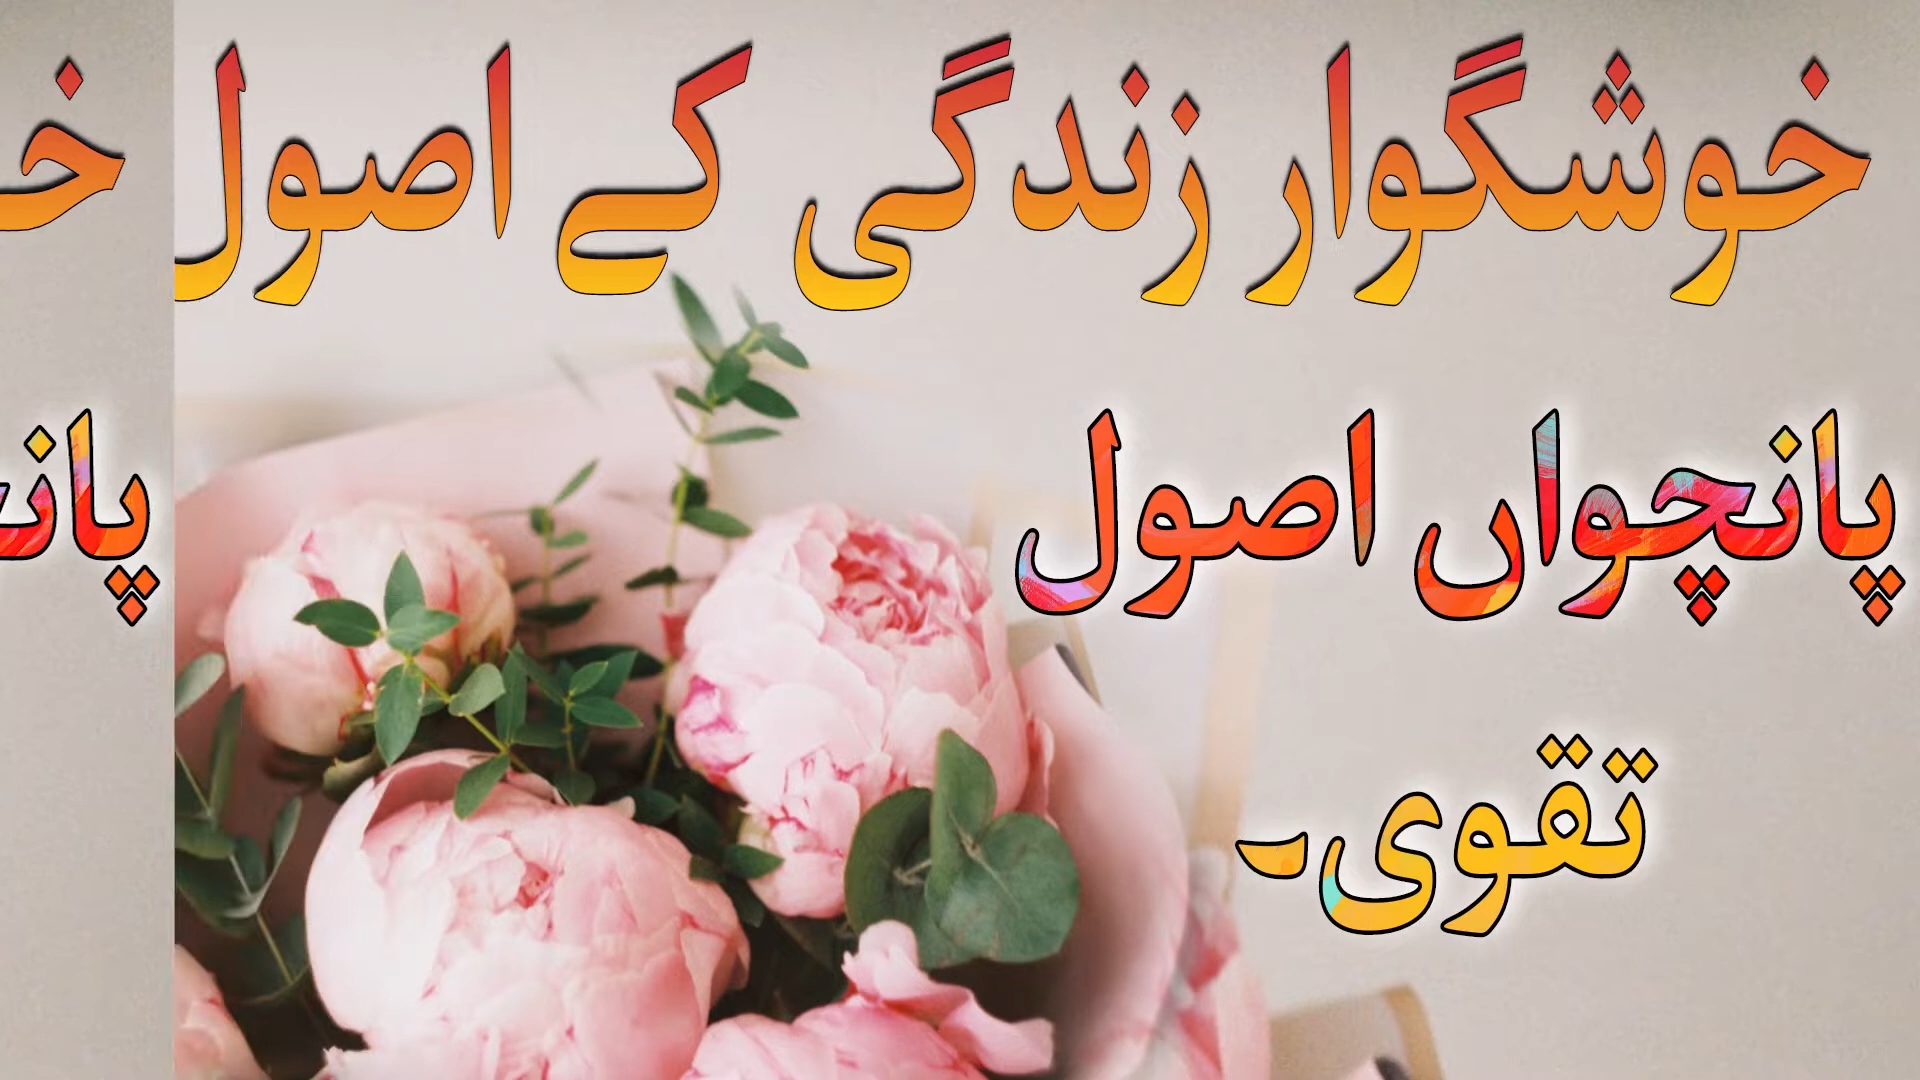 خوشگوار زندگی کے اصول
پانچواں اصول
تقوی۔